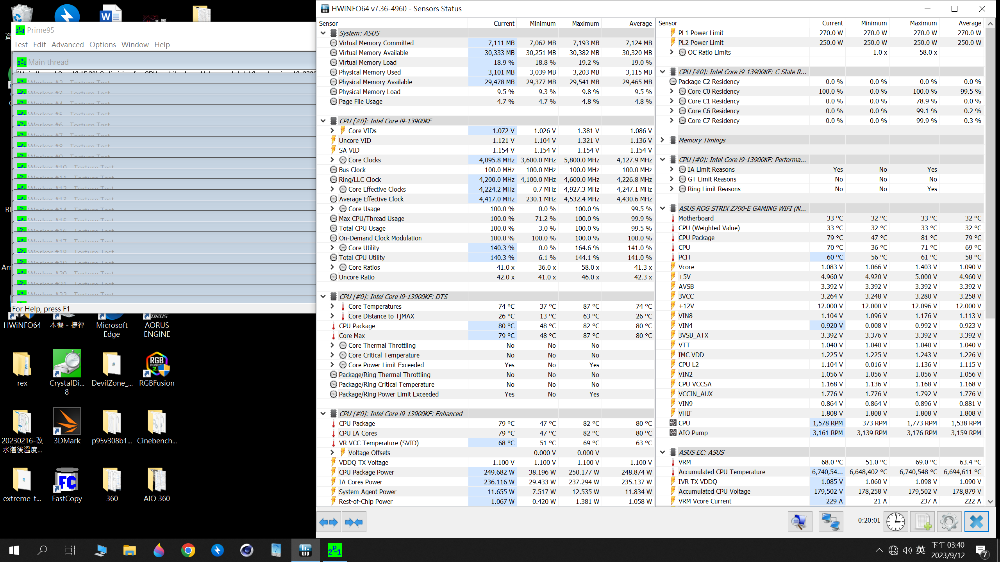 Prime95
Test Edit Advanced Options Window Help
Main thread
Worker #2 - Torture Test
Worker #3 - Torture Test
Worker #4 - Torture Test
Worker #5 - Torture Test
Worker #6 - Torture Test
Worker #7 - Torture Test
Worker #8 - Torture Test
Worker #9 - Torture Test
Worker #10 - Torture Test
Worker #11 - Torture Test
Worker #12 - Torture Test
Worker #13 - Torture Test
Worker #14 - Torture Test
Worker #15 - Torture Test
Worker #16 - Torture Test
Worker #17 - Torture Test
Worker #18 - Torture Test
Worker #19 - Torture Test
Worker #20 - Torture Test
Worker #21 - Torture Test
Worker #22 - Torture Test
For Help, press F1
HWiNFO64
本機 - 捷徑
Microsoft Edge
AORUS ENGINE
rex
CrystalDi... 8
DevilZone_...
RGBFusion
20230216-改水道後溫度...
3DMark
p95v308b1...
Cinebench...
extreme_t...
FastCopy
360
AIO 360
HWiNFO64 v7.36-4960 - Sensors Status
Sensor Current Minimum Maximum Average
System: ASUS
Virtual Memory Committed 7,111 MB 7,062 MB 7,193 MB 7,124 MB
Virtual Memory Available 30,333 MB 30,251 MB 30,382 MB 30,320 MB
Virtual Memory Load 18.9 % 18.8 % 19.2 % 19.0 %
Physical Memory Used 3,101 MB 3,039 MB 3,203 MB 3,115 MB
Physical Memory Available 29,478 MB 29,377 MB 29,541 MB 29,465 MB
Physical Memory Load 9.5 % 9.3 % 9.8 % 9.5 %
Page File Usage 4.7 % 4.7 % 4.8 % 4.8 %
CPU [#0]: Intel Core i9-13900KF
Core VIDs 1.072 V 1.026 V 1.381 V 1.086 V
Uncore VID 1.121 V 1.104 V 1.321 V 1.136 V
SA VID 1.154 V 1.154 V 1.154 V 1.154 V
Core Clocks 4,095.8 MHz 3,600.0 MHz 5,800.0 MHz 4,127.9 MHz
Bus Clock 100.0 MHz 100.0 MHz 100.0 MHz 100.0 MHz
Ring/LLC Clock 4,200.0 MHz 4,100.0 MHz 4,600.0 MHz 4,226.8 MHz
Core Effective Clocks 4,224.2 MHz 0.7 MHz 4,927.3 MHz 4,247.1 MHz
Average Effective Clock 4,417.0 MHz 230.1 MHz 4,532.4 MHz 4,430.6 MHz
Core Usage 100.0 % 0.0 % 100.0 % 99.5 %
Max CPU/Thread Usage 100.0 % 71.2 % 100.0 % 99.9 %
Total CPU Usage 100.0 % 3.0 % 100.0 % 99.5 %
On-Demand Clock Modulation 100.0 % 100.0 % 100.0 % 100.0 %
Core Utility 140.3 % 0.0 % 164.6 % 141.0 %
Total CPU Utility 140.3 % 6.1 % 144.1 % 141.0 %
Core Ratios 41.0 x 36.0 x 58.0 x 41.3 x
Uncore Ratio 42.0 x 41.0 x 46.0 x 42.3 x
CPU [#0]: Intel Core i9-13900KF: DTS
Core Temperatures 74 °C 37 °C 87 °C 74 °C
Core Distance to TjMAX 26 °C 13 °C 63 °C 26 °C
CPU Package 80 °C 48 °C 82 °C 80 °C
Core Max 79 °C 48 °C 87 °C 80 °C
Core Thermal Throttling No No No
Core Critical Temperature No No No
Core Power Limit Exceeded Yes No Yes
Package/Ring Thermal Throttling No No No
Package/Ring Critical Temperature No No No
Package/Ring Power Limit Exceeded Yes No Yes
CPU [#0]: Intel Core i9-13900KF: Enhanced
CPU Package 79 °C 47 °C 82 °C 80 °C
CPU IA Cores 79 °C 47 °C 82 °C 80 °C
VR VCC Temperature (SVID) 68 °C 51 °C 69 °C 63 °C
Voltage Offsets 0.000 V 0.000 V
VDDQ TX Voltage 1.100 V 1.100 V 1.100 V 1.100 V
CPU Package Power 249.682 W 38.196 W 250.177 W 248.874 W
IA Cores Power 236.116 W 29.433 W 237.294 W 235.137 W
System Agent Power 11.655 W 7.517 W 12.535 W 11.834 W
Rest-of-Chip Power 1.067 W 0.420 W 1.381 W 1.058 W
Sensor Current Minimum Maximum Average
PL1 Power Limit 270.0 W 270.0 W 270.0 W 270.0 W
PL2 Power Limit 250.0 W 250.0 W 250.0 W 250.0 W
OC Ratio Limits 1.0 x 58.0 x
CPU [#0]: Intel Core i9-13900KF: C-State R...
Package C2 Residency 0.0 % 0.0 % 0.0 % 0.0 %
Core C0 Residency 100.0 % 0.0 % 100.0 % 99.5 %
Core C1 Residency 0.0 % 0.0 % 78.9 % 0.0 %
Core C6 Residency 0.0 % 0.0 % 99.1 % 0.2 %
Core C7 Residency 0.0 % 0.0 % 99.9 % 0.3 %
Memory Timings
CPU [#0]: Intel Core i9-13900KF: Performa...
IA Limit Reasons Yes No Yes
GT Limit Reasons No No No
Ring Limit Reasons No No Yes
ASUS ROG STRIX Z790-E GAMING WIFI (N...
Motherboard 33 °C 32 °C 33 °C 32 °C
CPU (Weighted Value) 33 °C 32 °C 33 °C 32 °C
CPU Package 79 °C 47 °C 81 °C 79 °C
CPU 70 °C 36 °C 71 °C 69 °C
PCH 60 °C 56 °C 61 °C 58 °C
Vcore 1.083 V 1.066 V 1.403 V 1.090 V
+5V 4.960 V 4.920 V 5.000 V 4.960 V
AVSB 3.392 V 3.392 V 3.392 V 3.392 V
3VCC 3.264 V 3.248 V 3.280 V 3.258 V
+12V 12.000 V 12.000 V 12.096 V 12.000 V
VIN8 1.104 V 1.096 V 1.176 V 1.113 V
VIN4 0.920 V 0.008 V 0.992 V 0.923 V
3VSB_ATX 3.392 V 3.376 V 3.392 V 3.392 V
VTT 1.040 V 1.040 V 1.040 V 1.040 V
IMC VDD 1.225 V 1.225 V 1.243 V 1.226 V
CPU L2 1.104 V 0.016 V 1.136 V 1.115 V
VIN2 1.056 V 1.056 V 1.056 V 1.056 V
CPU VCCSA 1.168 V 1.136 V 1.168 V 1.168 V
VCCIN_AUX 1.776 V 1.776 V 1.792 V 1.776 V
VIN9 0.864 V 0.864 V 0.896 V 0.881 V
VHIF 1.808 V 1.808 V 1.808 V 1.808 V
CPU 1,578 RPM 373 RPM 1,773 RPM 1,538 RPM
AIO Pump 3,161 RPM 3,139 RPM 3,176 RPM 3,159 RPM
ASUS EC: ASUS
VRM 68.0 °C 51.0 °C 69.0 °C 63.4 °C
Accumulated CPU Temperature 6,740,54... 6,648,402 °C 6,740,548 °C 6,694,611 °C
IVR TX VDDQ 1.085 V 1.060 V 1.098 V 1.090 V
Accumulated CPU Voltage 179,502 V 178,258 V 179,502 V 178,879 V
VRM Vcore Current 229 A 21 A 237 A 222 A
0:20:01
英
下午 03:40
2023/9/12
7